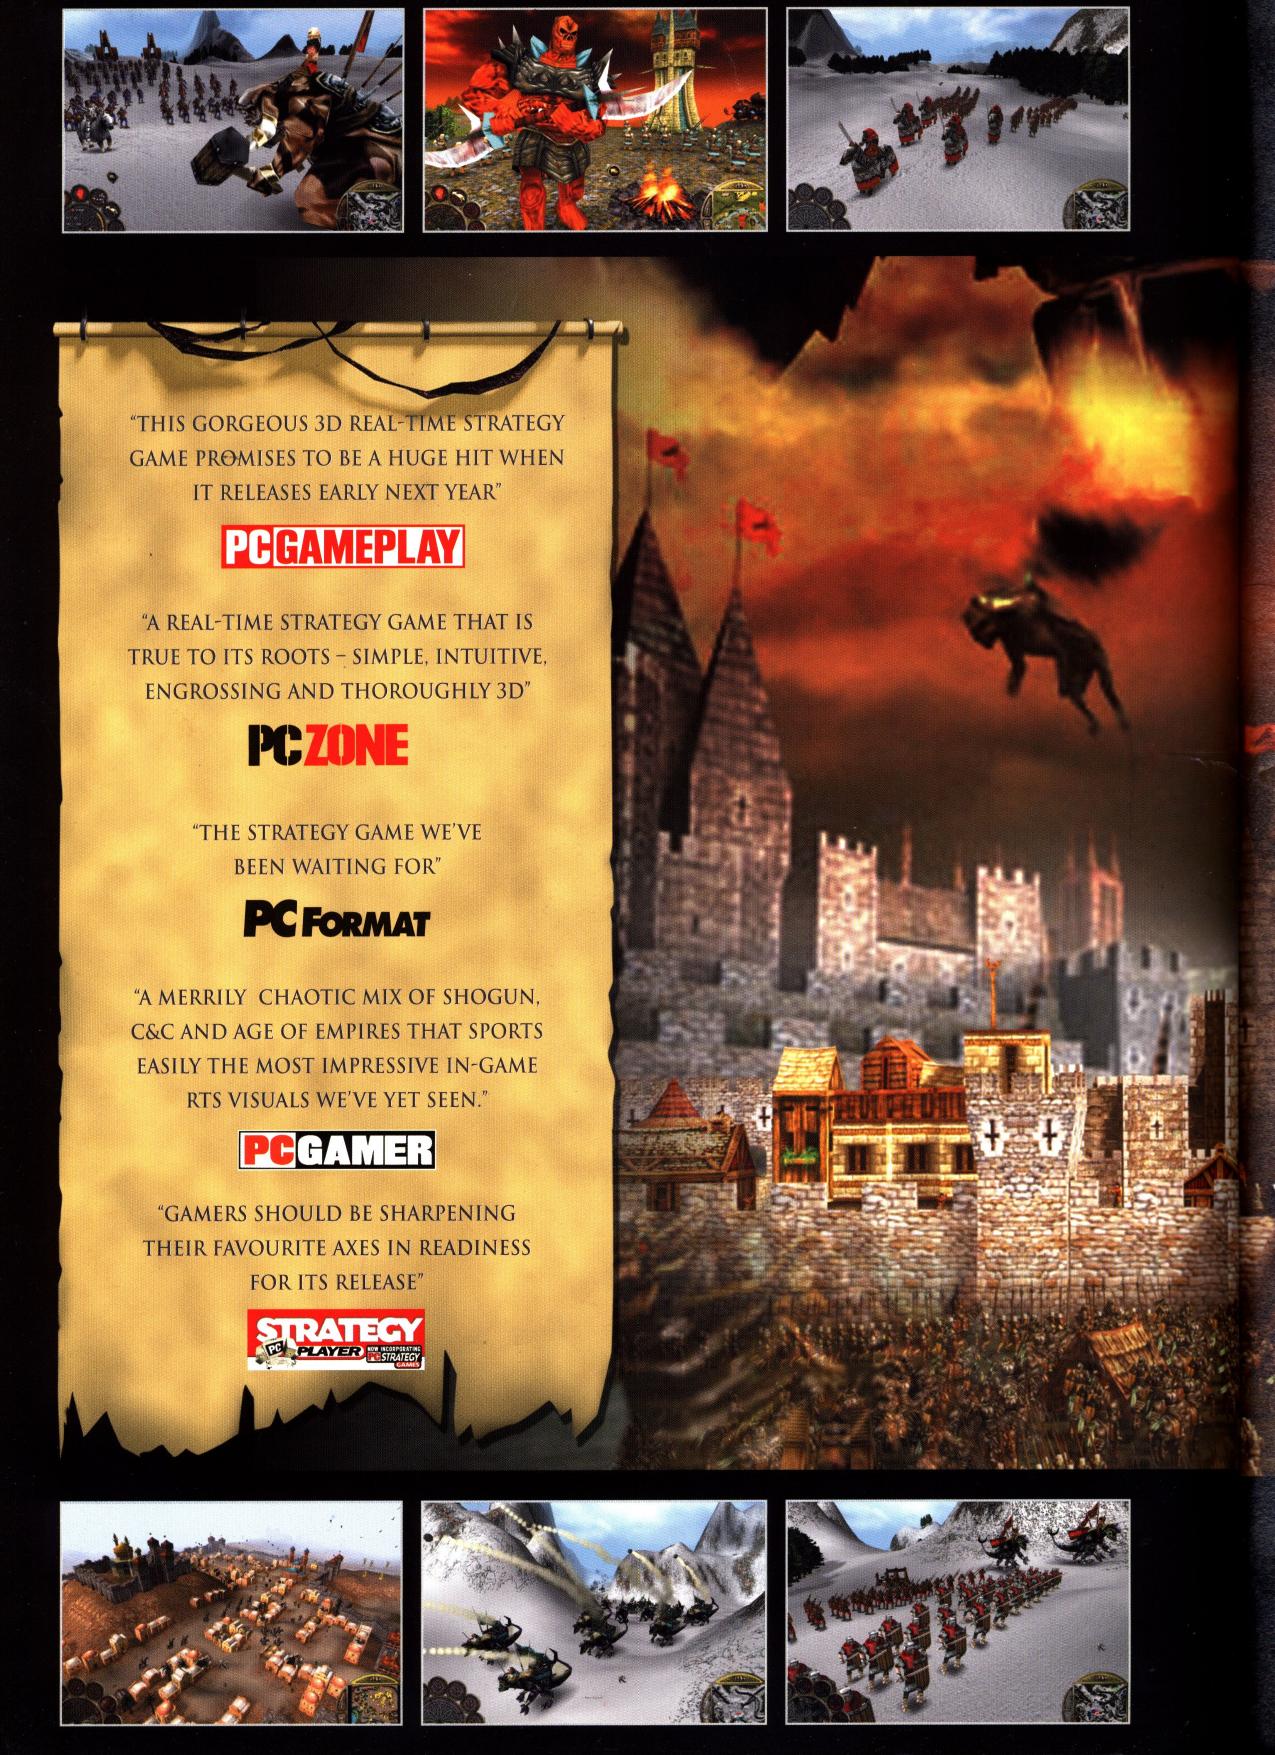 “THIS GORGEOUS 3D REAL-TIME STRATEGY
GAME PROMISES TO BE A HUGE HIT WHEN
IT RELEASES EARLY NEXT YEAR”
PCGAMEPLAY
“A REAL-TIME STRATEGY GAME THAT IS
TRUE TO ITS ROOTS – SIMPLE, INTUITIVE,
ENGROSSING AND THOROUGHLY 3D”
PCZONE
“THE STRATEGY GAME WE’VE
BEEN WAITING FOR”
PC FORMAT
“A MERRILY CHAOTIC MIX OF SHOGUN,
C&C AND AGE OF EMPIRES THAT SPORTS
EASILY THE MOST IMPRESSIVE IN-GAME
RTS VISUALS WE’VE YET SEEN.”
PCGAMER
“GAMERS SHOULD BE SHARPENING
THEIR FAVOURITE AXES IN READINESS
FOR ITS RELEASE”
STRATEGY
PC PLAYER
NOW INCORPORATING
PC STRATEGY
GAMES